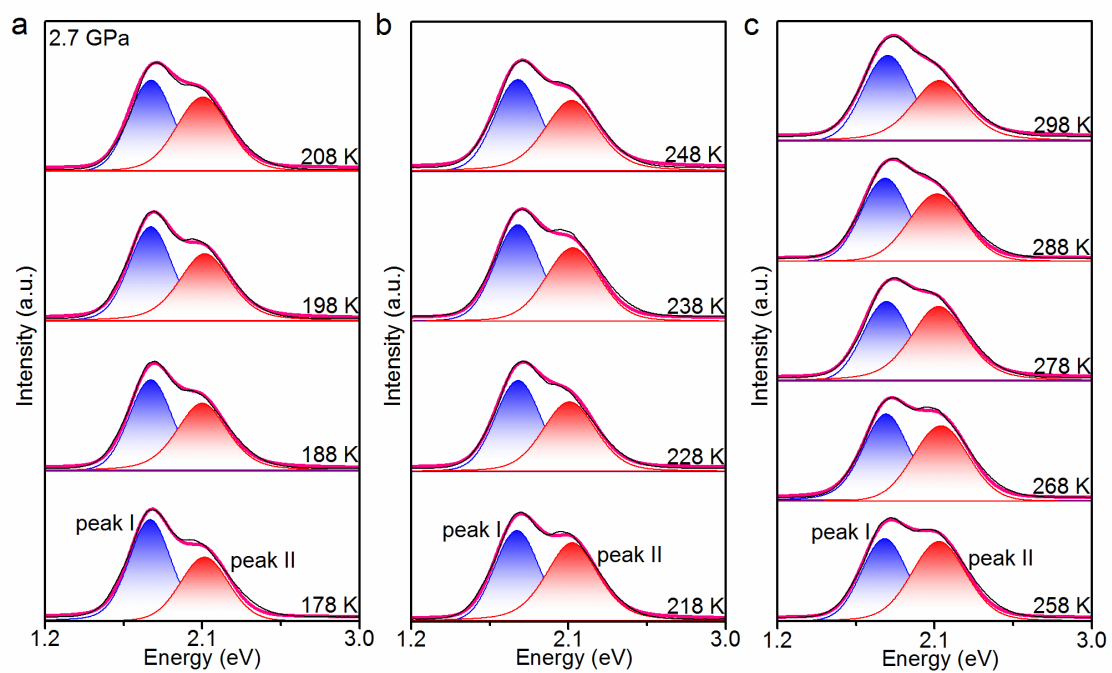 a
2.7 GPa
208 K
198 K
188 K
peak I
peak II
178 K
1.2
2.1
3.0
Energy (eV)
Intensity (a.u.)
b
248 K
238 K
228 K
peak I
peak II
218 K
1.2
2.1
3.0
Energy (eV)
Intensity (a.u.)
c
298 K
288 K
278 K
268 K
peak I
peak II
258 K
1.2
2.1
3.0
Energy (eV)
Intensity (a.u.)